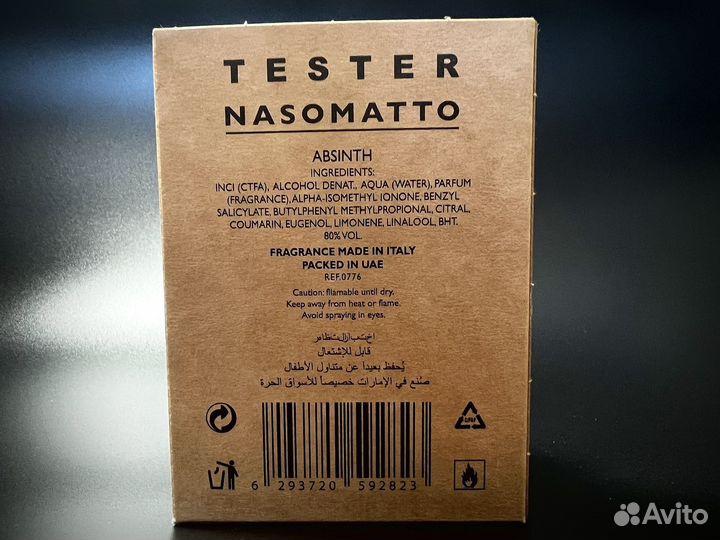 TESTER
NASOMATTO
ABSINTH
INGREDIENTS:
INCI (CTFA), ALCOHOL DENAT., AQUA (WATER), PARFUM
(FRAGRANCE), ALPHA-ISOMETHYL IONONE, BENZYL
SALICYLATE, BUTYLPHENYL METHYLPROPIONAL, CITRAL,
COUMARIN, EUGENOL, LIMONENE, LINALOOL, BHT.
80% VOL.
FRAGRANCE MADE IN ITALY
PACKED IN UAE
REF.0776
Caution: flamable until dry.
Keep away from heat or flame.
Avoid spraying in eyes.
قابل للإشتعال
يُحفظ بعيداً عن متناول الأطفال
صُنع في الإمارات خصيصاً للأسواق الحرة
6 293720 592823
Avito